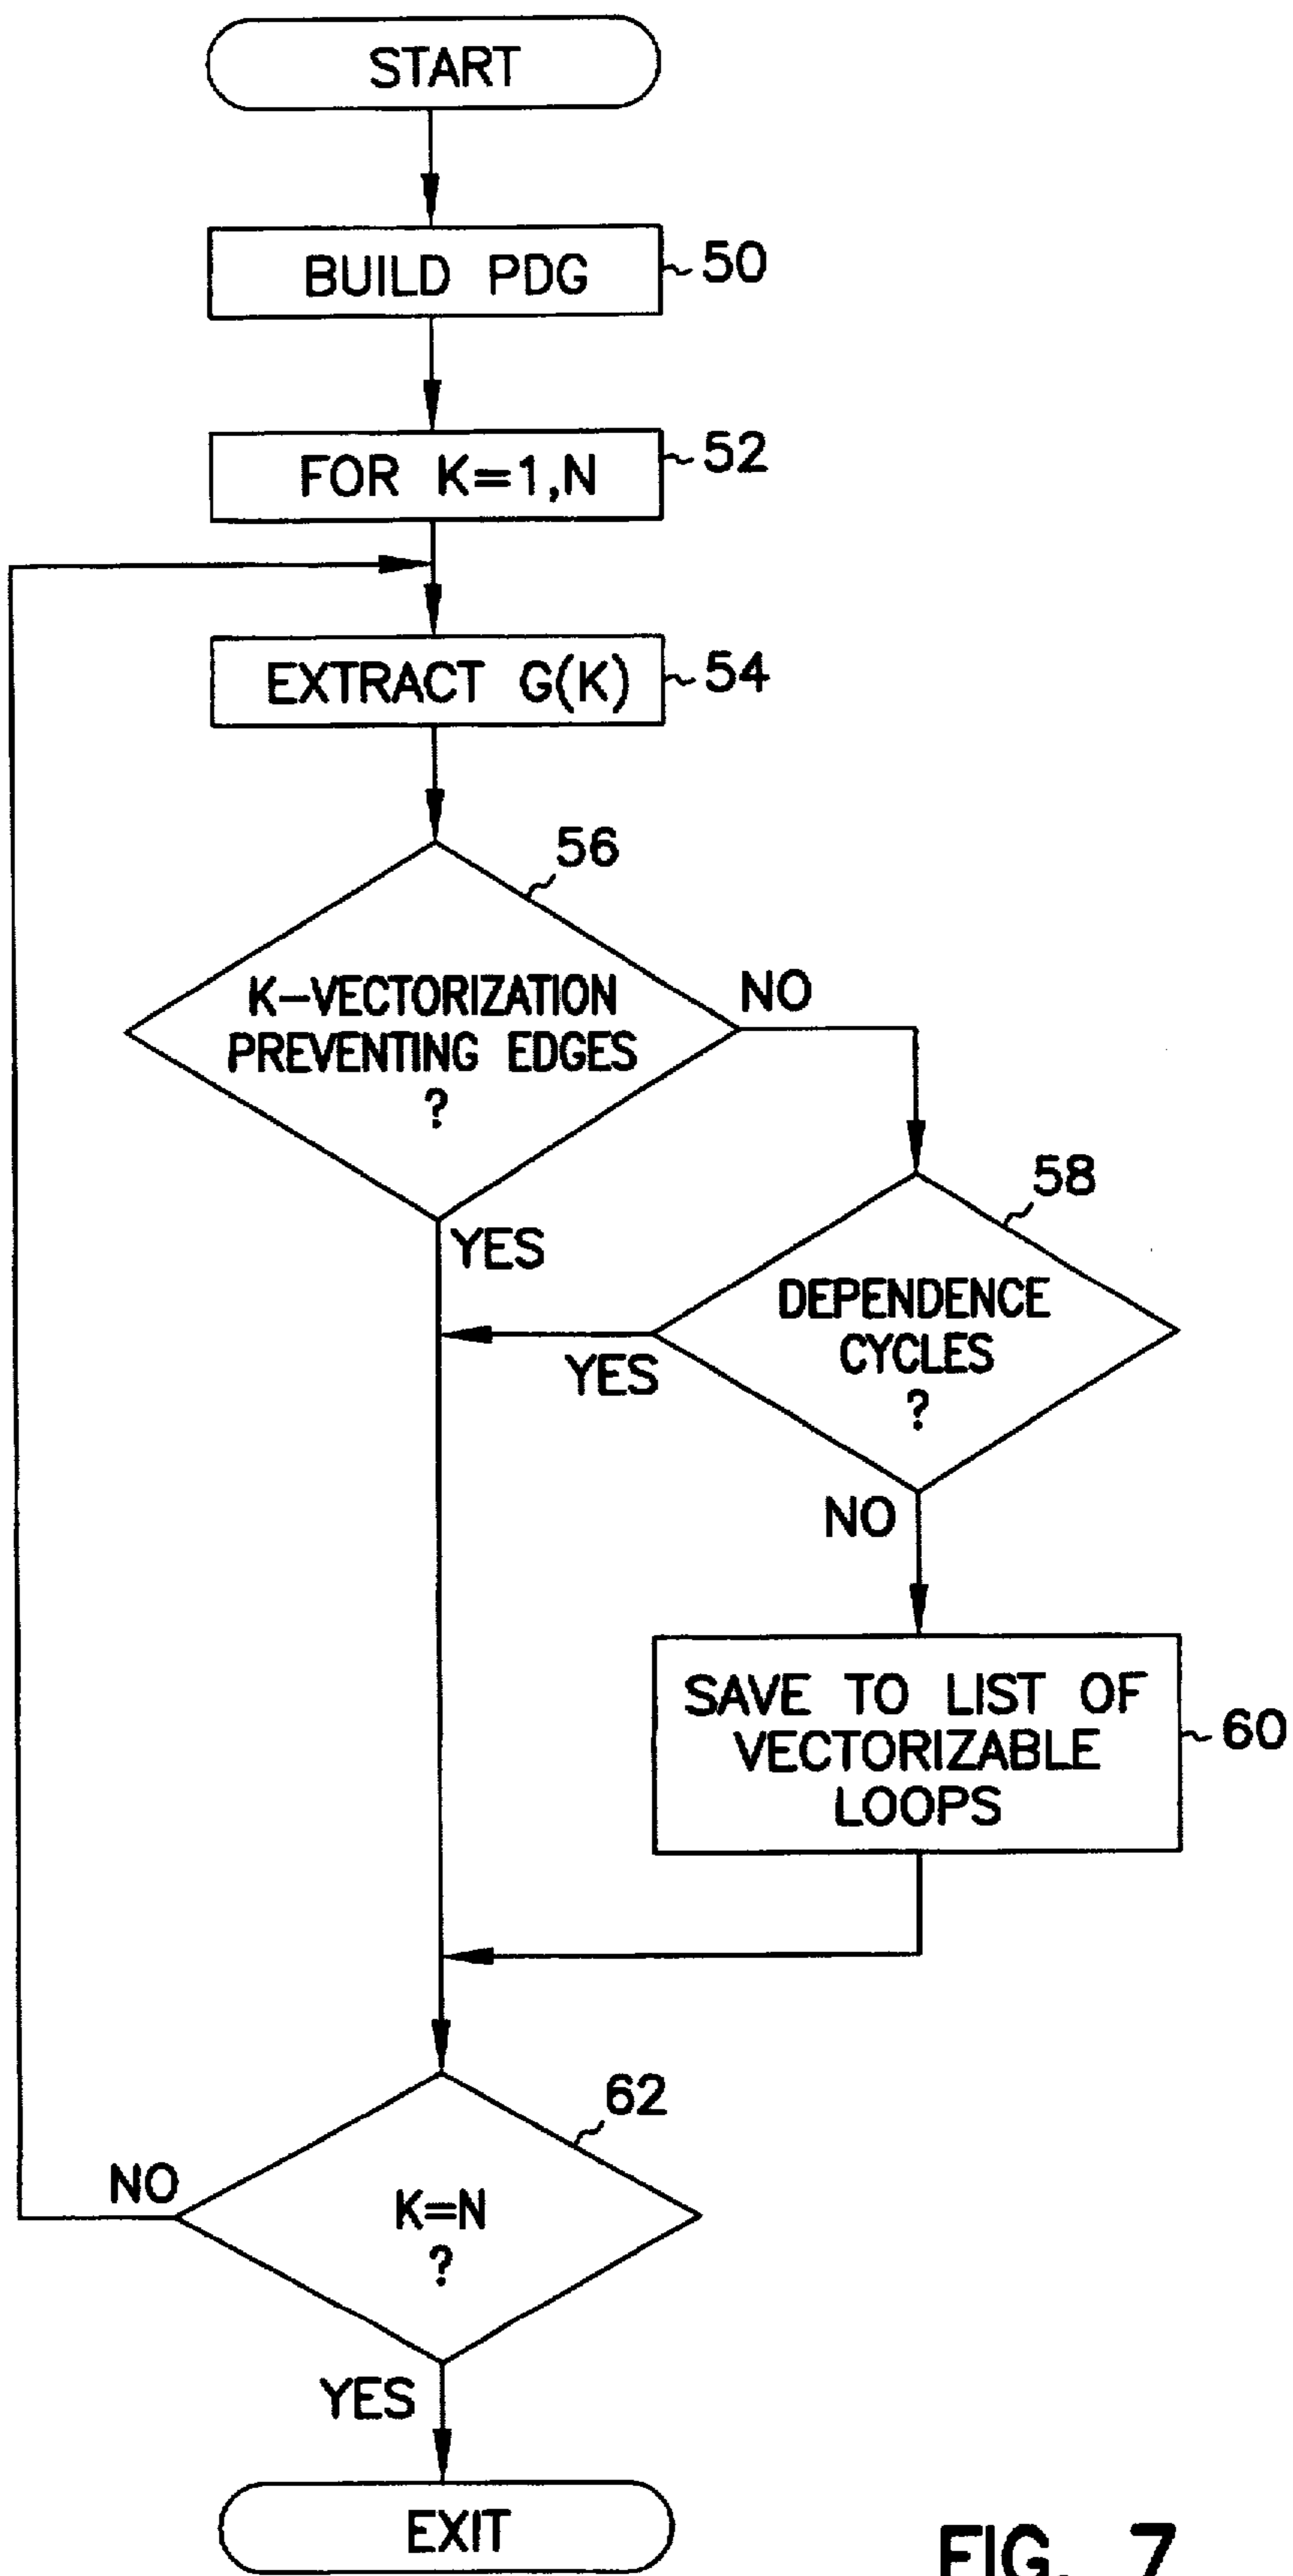 START
BUILD PDG
50
FOR K=1,N
52
EXTRACT G(K)
54
56
K-VECTORIZATION
PREVENTING EDGES
?
NO
YES
58
DEPENDENCE
CYCLES
?
YES
NO
SAVE TO LIST OF
VECTORIZABLE
LOOPS
60
62
K=N
?
NO
YES
EXIT
FIG. 7